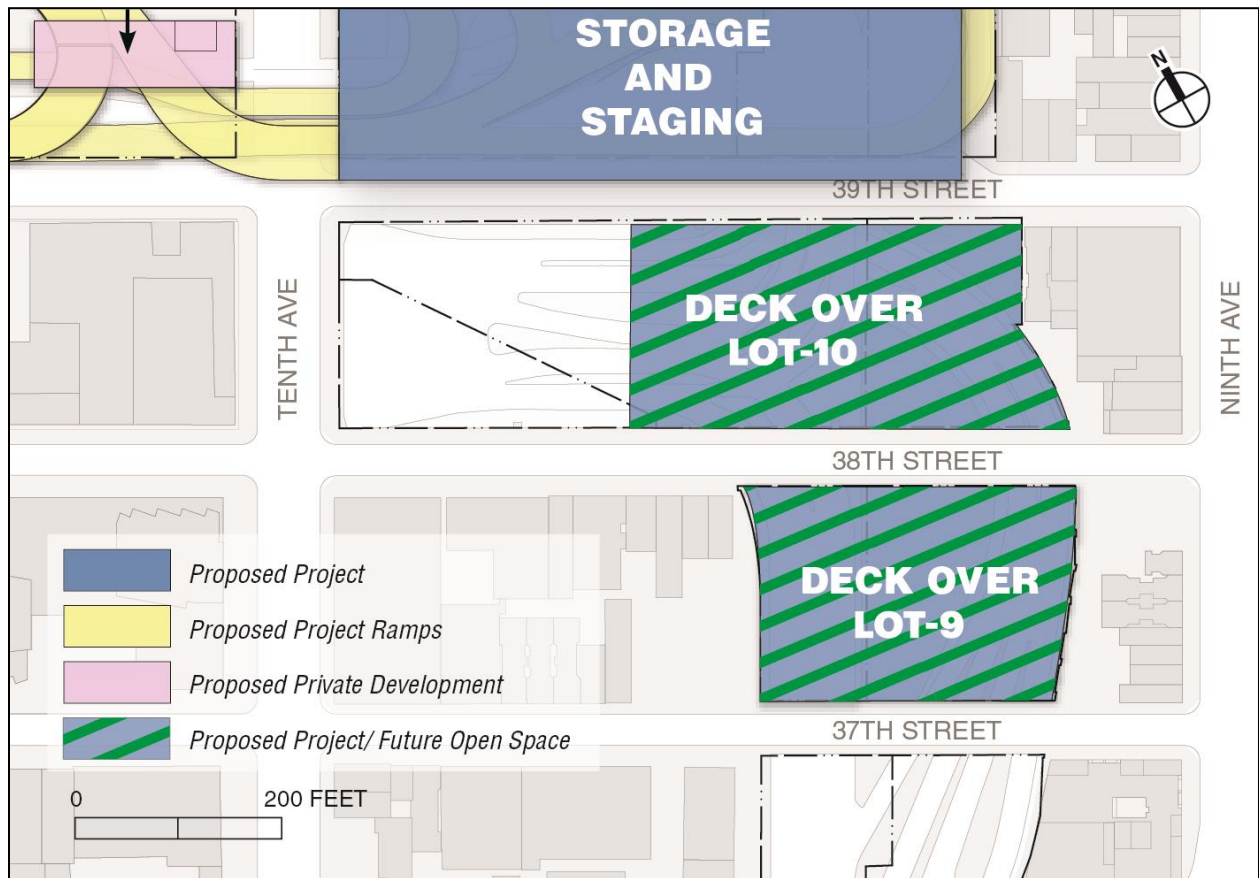 STORAGE
AND
STAGING
N
39TH STREET
TENTH AVE
DECK OVER
LOT-10
NINTH AVE
38TH STREET
DECK OVER
LOT-9
Proposed Project
Proposed Project Ramps
Proposed Private Development
Proposed Project/ Future Open Space
37TH STREET
0 200 FEET